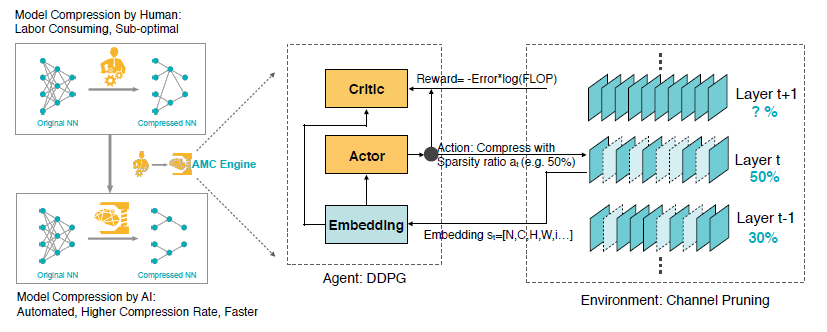 Model Compression by Human:
Labor Consuming, Sub-optimal
Original NN
Compressed NN
AMC Engine
Original NN
Compressed NN
Model Compression by AI:
Automated, Higher Compression Rate, Faster
Critic
Actor
Embedding
Agent: DDPG
Reward= -Error*log(FLOP)
Action: Compress with
Sparsity ratio at (e.g. 50%)
Embedding st=[N,C,H,W,i…]
Layer t+1
? %
Layer t
50%
Layer t-1
30%
Environment: Channel Pruning